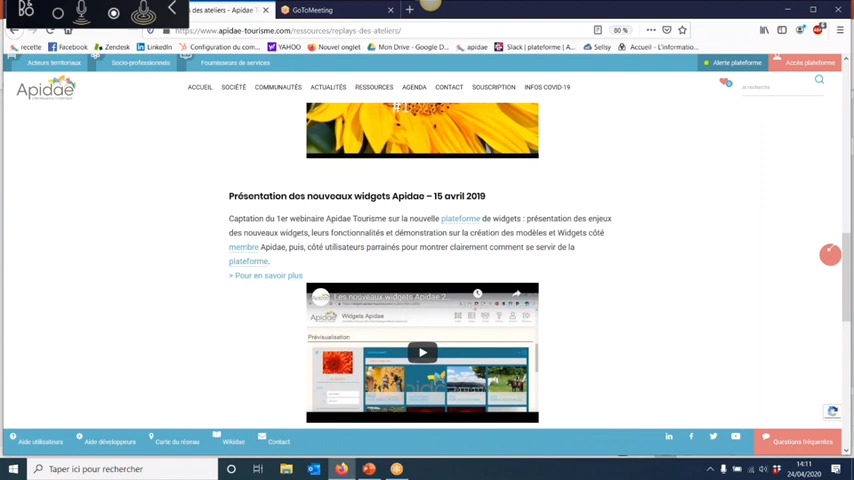 s des ateliers - Apidae T...
GoToMeeting
https://www.apidae-tourisme.com/ressources/replays-des-ateliers/
80 %
recette
Facebook
Zendesk
LinkedIn
Configuration du com...
YAHOO
Nouvel onglet
Mon Drive - Google D...
apidae
Slack | plateforme | A...
Sellsy
Accueil - L'informatio...
Acteurs territoriaux
Socio-professionnels
Fournisseurs de services
Alerte plateforme
Accès plateforme
Apidae
ACCUEIL
SOCIÉTÉ
COMMUNAUTÉS
ACTUALITÉS
RESSOURCES
AGENDA
CONTACT
SOUSCRIPTION
INFOS COVID-19
Je recherche
#1
Présentation des nouveaux widgets Apidae – 15 avril 2019
Captation du 1er webinaire Apidae Tourisme sur la nouvelle plateforme de widgets : présentation des enjeux
des nouveaux widgets, leurs fonctionnalités et démonstration sur la création des modèles et Widgets côté
membre Apidae, puis, côté utilisateurs parrainés pour montrer clairement comment se servir de la
plateforme.
> Pour en savoir plus
Les nouveaux widgets Apidae 2...
Apidae
Widgets Apidae
Prévisualisation
Aide utilisateurs
Aide développeurs
Carte du réseau
Wikidae
Contact
Questions fréquentes
Taper ici pour rechercher
14:11
24/04/2020